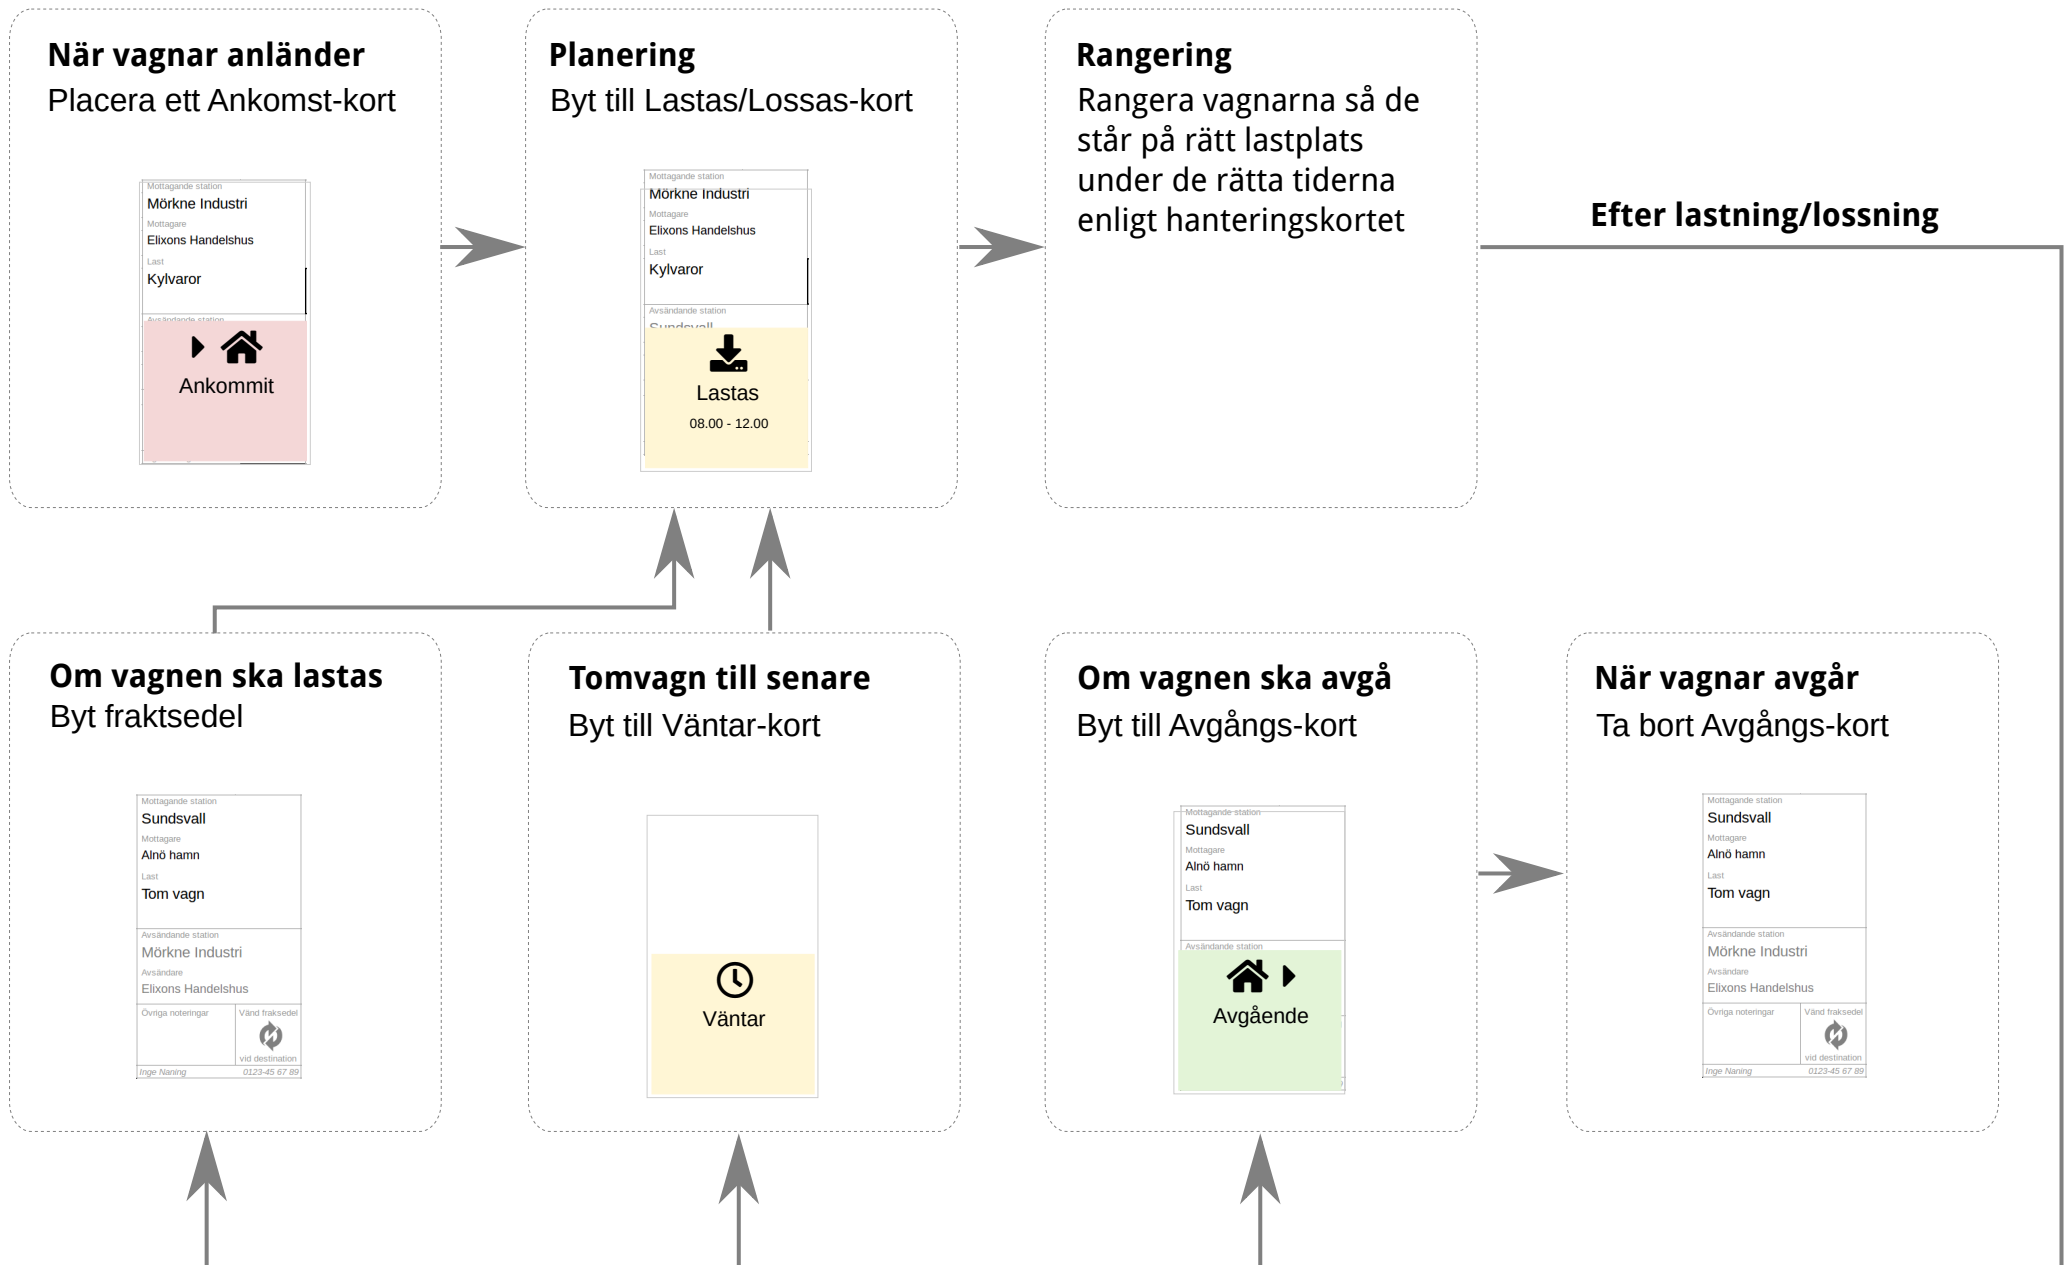 När vagnar anländer
Placera ett Ankomst-kort
Mottagande station
Mörkne Industri
Mottagare
Elixons Handelshus
Last
Kylvaror
Avsändande station
Ankommit
Planering
Byt till Lastas/Lossas-kort
Mottagande station
Mörkne Industri
Mottagare
Elixons Handelshus
Last
Kylvaror
Avsändande station
Sundsvall
Lastas
08.00 - 12.00
Rangering
Rangera vagnarna så de
står på rätt lastplats
under de rätta tiderna
enligt hanteringskortet
Efter lastning/lossning
Om vagnen ska lastas
Byt fraktsedel
Mottagande station
Sundsvall
Mottagare
Alnö hamn
Last
Tom vagn
Avsändande station
Mörkne Industri
Avsändare
Elixons Handelshus
Övriga noteringar
Vänd fraksedel
vid destination
Inge Naning
0123-45 67 89
Tomvagn till senare
Byt till Väntar-kort
Väntar
Om vagnen ska avgå
Byt till Avgångs-kort
Mottagande station
Sundsvall
Mottagare
Alnö hamn
Last
Tom vagn
Avsändande station
Avgående
När vagnar avgår
Ta bort Avgångs-kort
Mottagande station
Sundsvall
Mottagare
Alnö hamn
Last
Tom vagn
Avsändande station
Mörkne Industri
Avsändare
Elixons Handelshus
Övriga noteringar
Vänd fraksedel
vid destination
Inge Naning
0123-45 67 89